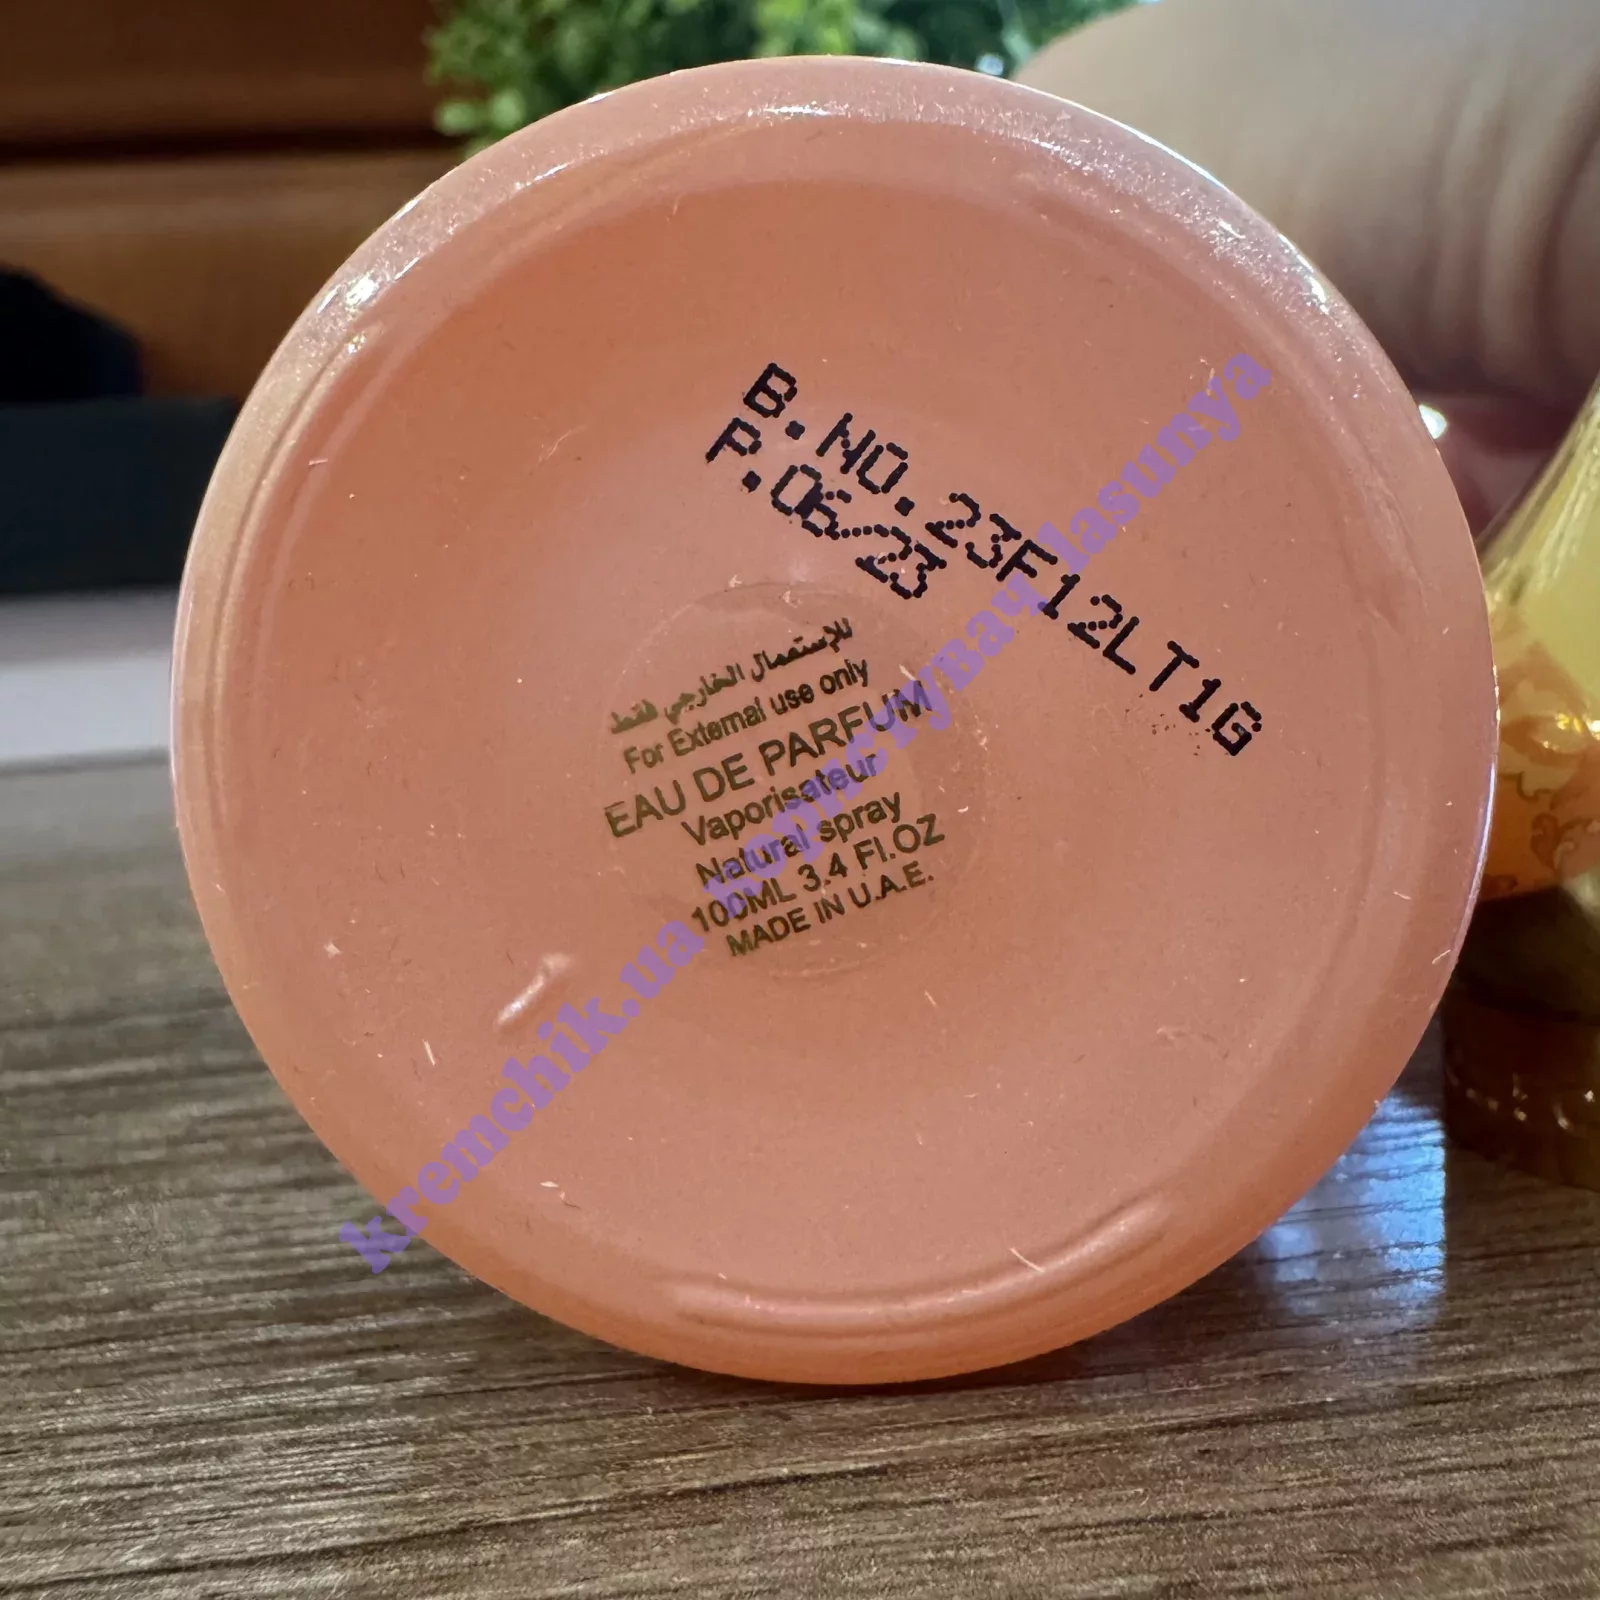 B.NO.23F12LT1G
P.06/23
للإستعمال الخارجي فقط
For External use only
EAU DE PARFUM
Vaporisateur
Natural spray
100ML 3.4 Fl.OZ
MADE IN U.A.E.
kremchik.ua
lasunya